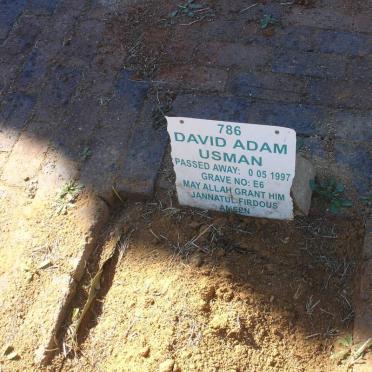 786
DAVID ADAM
USMAN
PASSED AWAY: 0 05 1997
GRAVE NO: E6
MAY ALLAH GRANT HIM
JANNATUL FIRDOUS
AMEEN